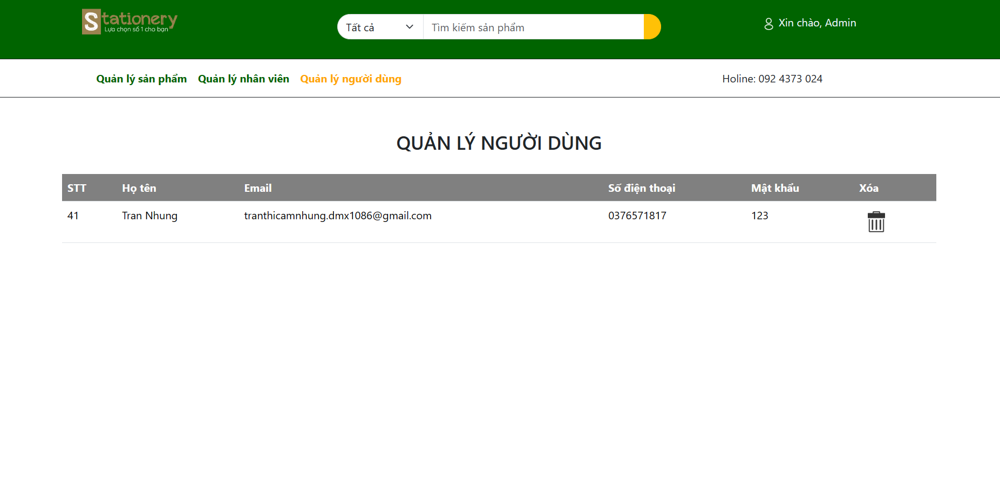 Stationery
Lựa chọn số 1 cho bạn
Tất cả
Tìm kiếm sản phẩm
Xin chào, Admin
Quản lý sản phẩm Quản lý nhân viên Quản lý người dùng
Holine: 092 4373 024
QUẢN LÝ NGƯỜI DÙNG
STT Họ tên Email Số điện thoại Mật khẩu Xóa
41 Tran Nhung tranthicamnhung.dmx1086@gmail.com 0376571817 123